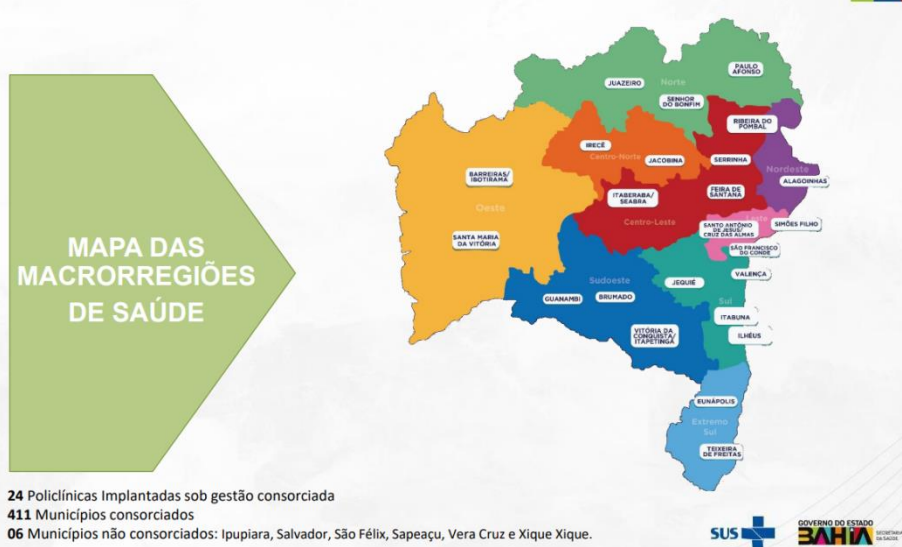 MAPA DAS
MACRORREGIÕES
DE SAÚDE
PAULO
AFONSO
JUAZEIRO
Norte
SENHOR
DO BONFIM
RIBEIRA DO
POMBAL
IRECÊ
Centro-Norte
JACOBINA
SERRINHA
Nordeste
BARREIRAS/
IBOTIRAMA
ALAGOINHAS
ITABERABA/
SEABRA
FEIRA DE
SANTANA
Oeste
Centro-Leste
Leste
SANTO ANTÔNIO
DE JESUS/
CRUZ DAS ALMAS
SIMÕES FILHO
SANTA MARIA
DA VITÓRIA
SÃO FRANCISCO
DO CONDE
VALENÇA
Sudoeste
JEQUIÉ
GUANAMBI
BRUMADO
Sul
ITABUNA
VITÓRIA DA
CONQUISTA/
ITAPETINGA
ILHÉUS
EUNÁPOLIS
Extremo
Sul
TEIXEIRA
DE FREITAS
24 Policlínicas Implantadas sob gestão consorciada
411 Municípios consorciados
06 Municípios não consorciados: Ipupiara, Salvador, São Félix, Sapeaçu, Vera Cruz e Xique Xique.
SUS
GOVERNO DO ESTADO
BAHIA
SECRETARIA
DA SAÚDE